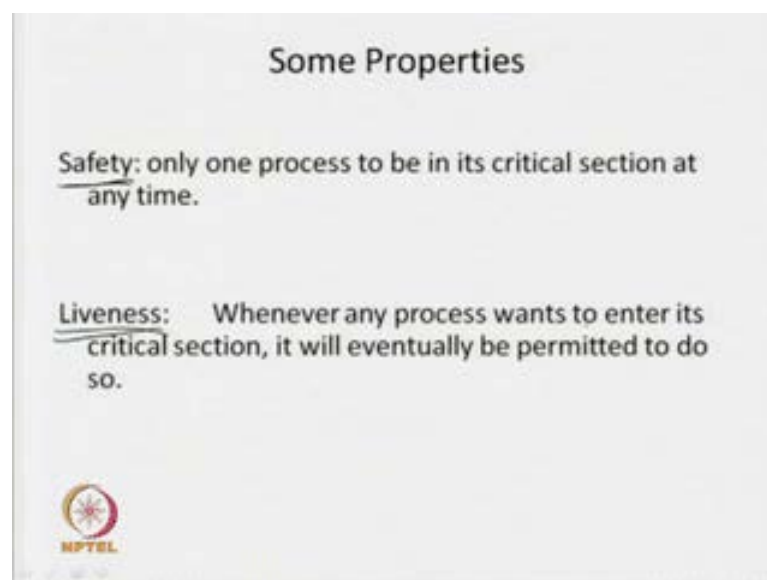 Some Properties
Safety: only one process to be in its critical section at
any time.
Liveness: Whenever any process wants to enter its
critical section, it will eventually be permitted to do
so.
NPTEL